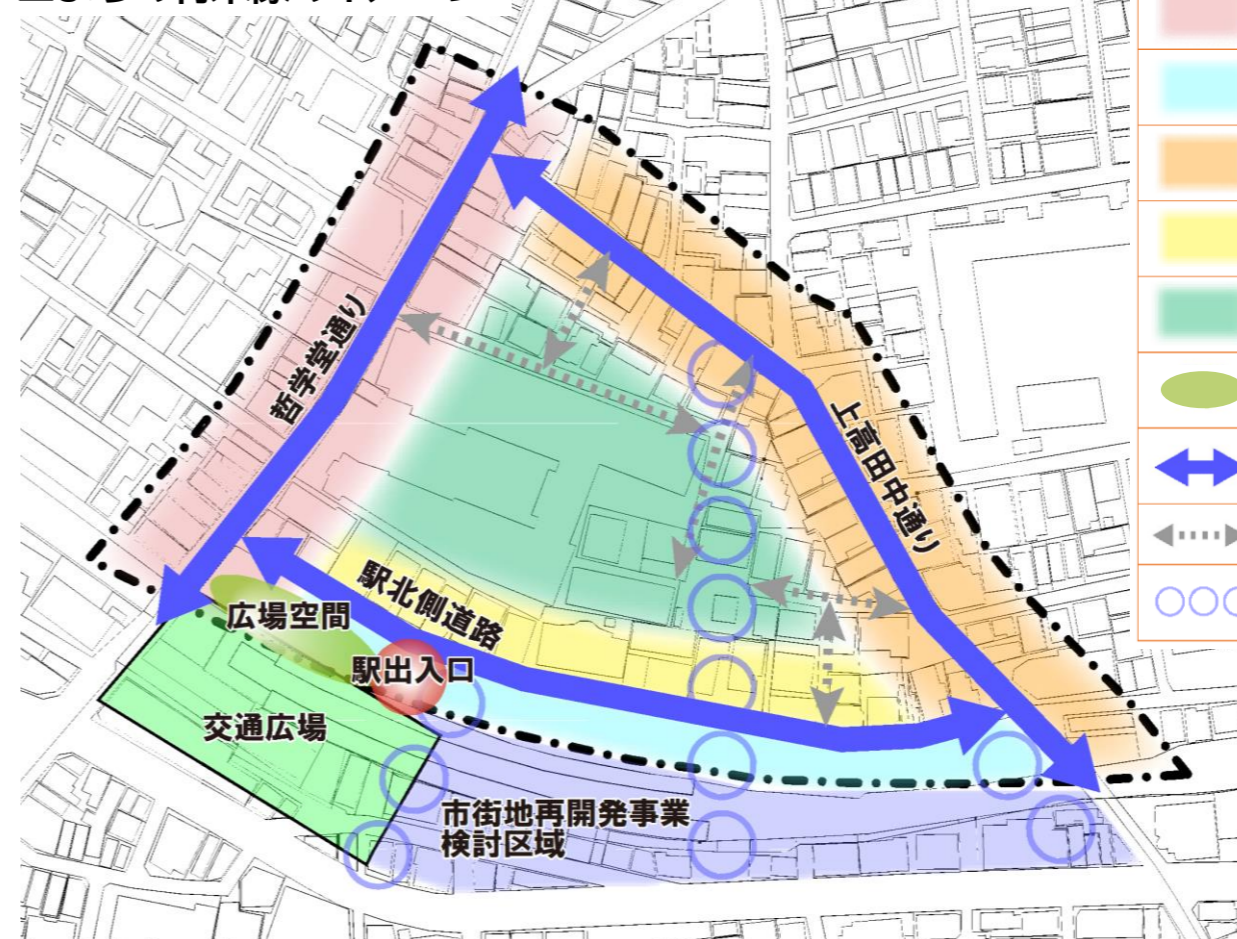 哲学堂通り
上高田中通り
駅北側道路
広場空間
駅出入口
交通広場
市街地再開発事業
検討区域